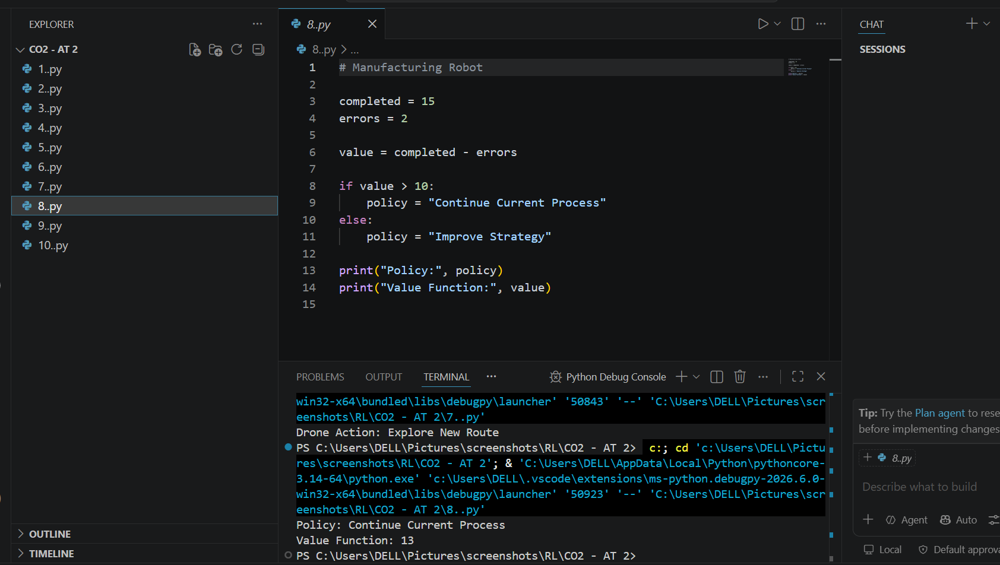 EXPLORER
CO2 - AT 2
1..py
2..py
3..py
4..py
5..py
6..py
7..py
8..py
9..py
10..py
OUTLINE
TIMELINE
8..py
8..py > ...
1 # Manufacturing Robot
2
3 completed = 15
4 errors = 2
5
6 value = completed - errors
7
8 if value > 10:
9     policy = "Continue Current Process"
10 else:
11     policy = "Improve Strategy"
12
13 print("Policy:", policy)
14 print("Value Function:", value)
15
PROBLEMS OUTPUT TERMINAL ... Python Debug Console
win32-x64\bundled\libs\debugpy\launcher' '50843' '--' 'C:\Users\DELL\Pictures\scr
eenshots\RL\CO2 - AT 2\7..py'
Drone Action: Explore New Route
PS C:\Users\DELL\Pictures\screenshots\RL\CO2 - AT 2> c:; cd 'c:\Users\DELL\Pictu
res\screenshots\RL\CO2 - AT 2'; & 'C:\Users\DELL\AppData\Local\Python\pythoncore-
3.14-64\python.exe' 'c:\Users\DELL\.vscode\extensions\ms-python.debugpy-2026.6.0-
win32-x64\bundled\libs\debugpy\launcher' '50923' '--' 'C:\Users\DELL\Pictures\scr
eenshots\RL\CO2 - AT 2\8..py'
Policy: Continue Current Process
Value Function: 13
PS C:\Users\DELL\Pictures\screenshots\RL\CO2 - AT 2>
CHAT
SESSIONS
Tip: Try the Plan agent to rese
before implementing changes
8..py
Describe what to build
Agent Auto
Local Default approva